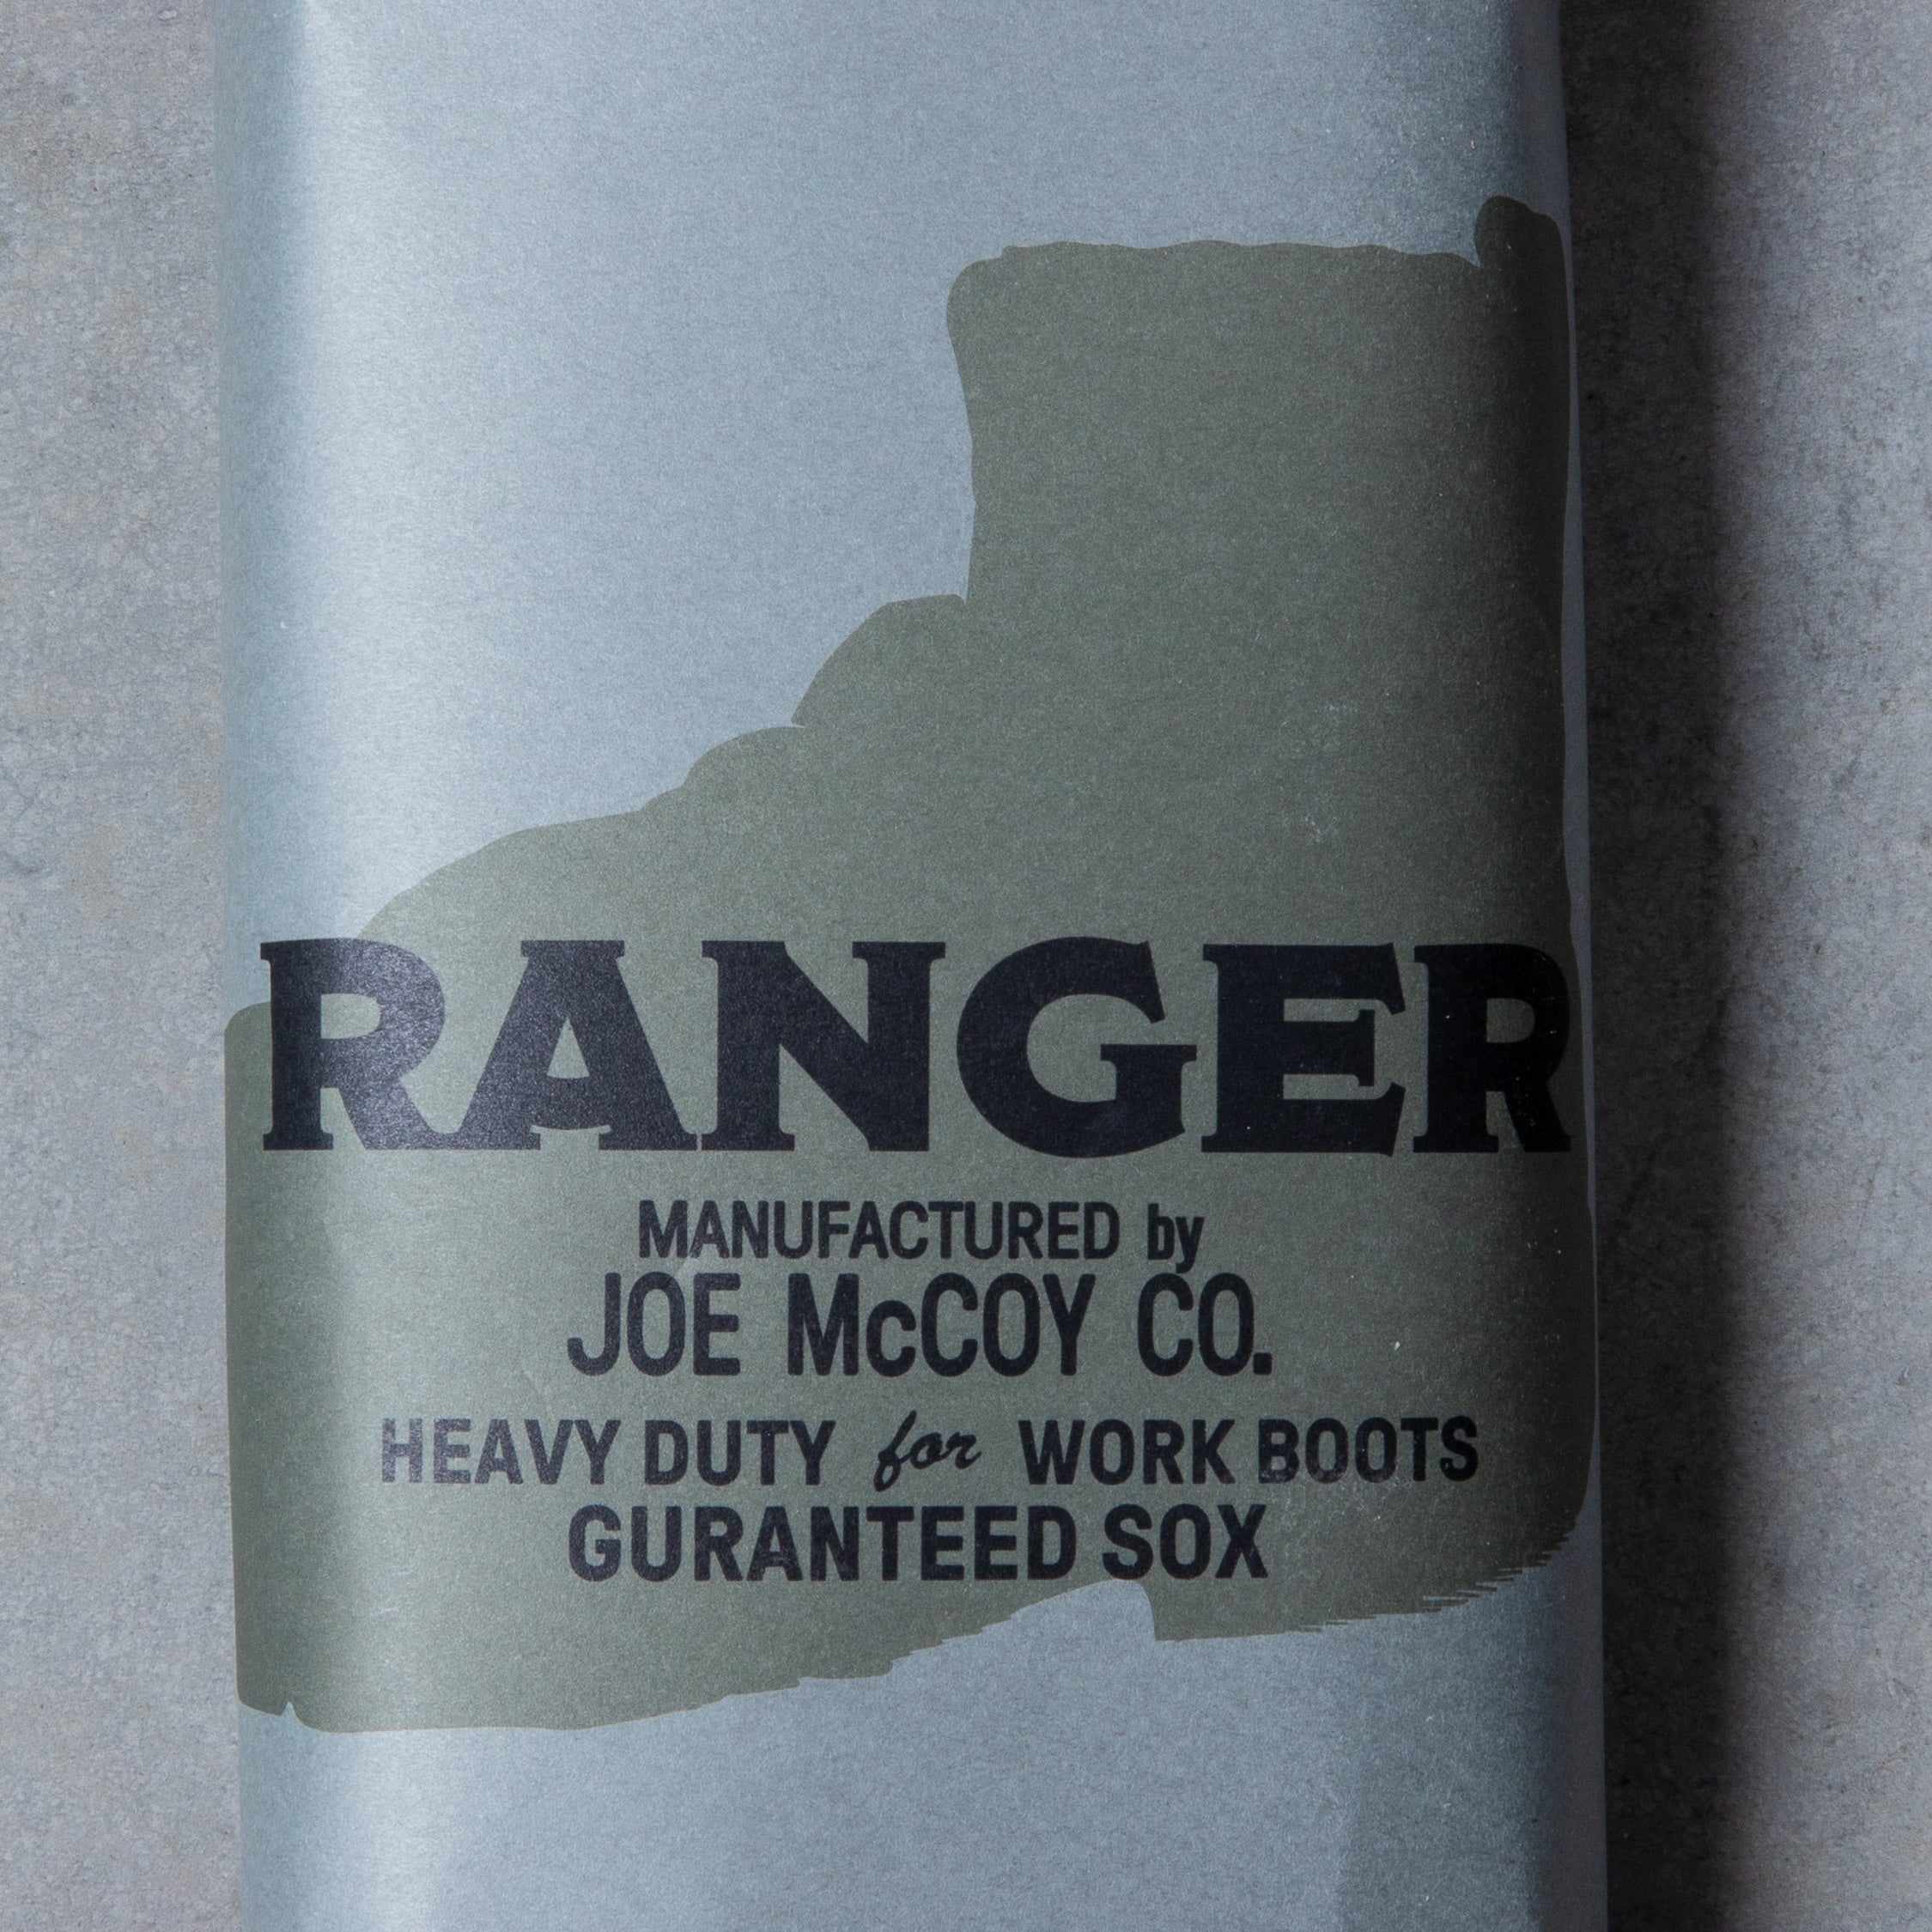 RANGER
MANUFACTURED by
JOE McCOY CO.
HEAVY DUTY for WORK BOOTS
GURANTEED SOX